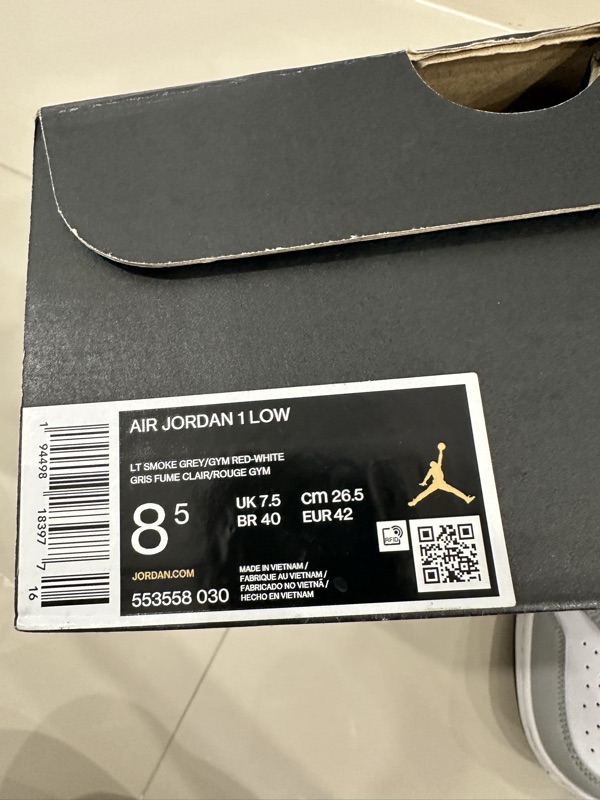 AIR JORDAN 1 LOW
LT SMOKE GREY/GYM RED-WHITE
GRIS FUME CLAIR/ROUGE GYM
8 5
UK 7.5 cm 26.5
BR 40 EUR 42
RFID
JORDAN.COM
553558 030
MADE IN VIETNAM /
FABRIQUE AU VIETNAM /
FABRICADO NO VIETNÃ /
HECHO EN VIETNAM
1 94498 18397 7
16